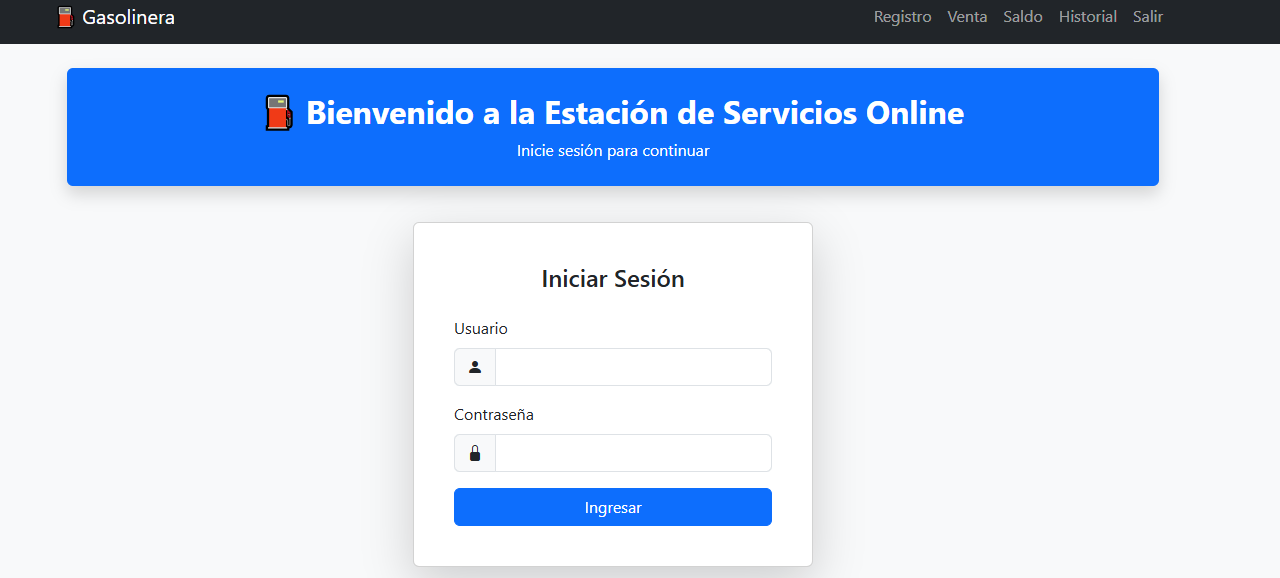 Gasolinera
Registro Venta Saldo Historial Salir
Bienvenido a la Estación de Servicios Online
Inicie sesión para continuar
Iniciar Sesión
Usuario
Contraseña
Ingresar